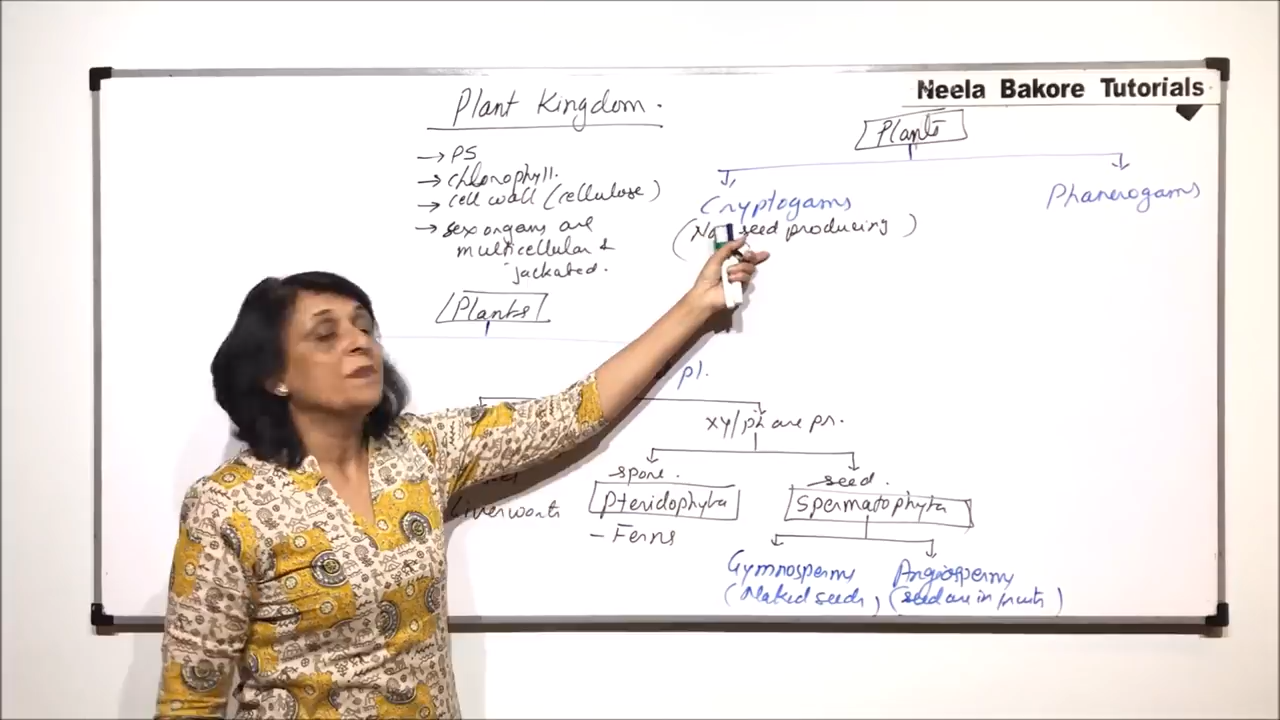 Neela Bakore Tutorials
Plant Kingdom.
→ PS
→ chlorophyll.
→ cell wall (cellulose)
→ sex organs are
multicellular &
jackated.
Plants
pl.
xy/ph are pr.
spore.
Pteridophyta
- Ferns
seed.
Spermatophyta
Liverworts
Gymnosperms
(Naked seeds)
Angiosperms
(seed are in fruits)
Plants
Cryptogams
(Non seed producing)
Phanerogams